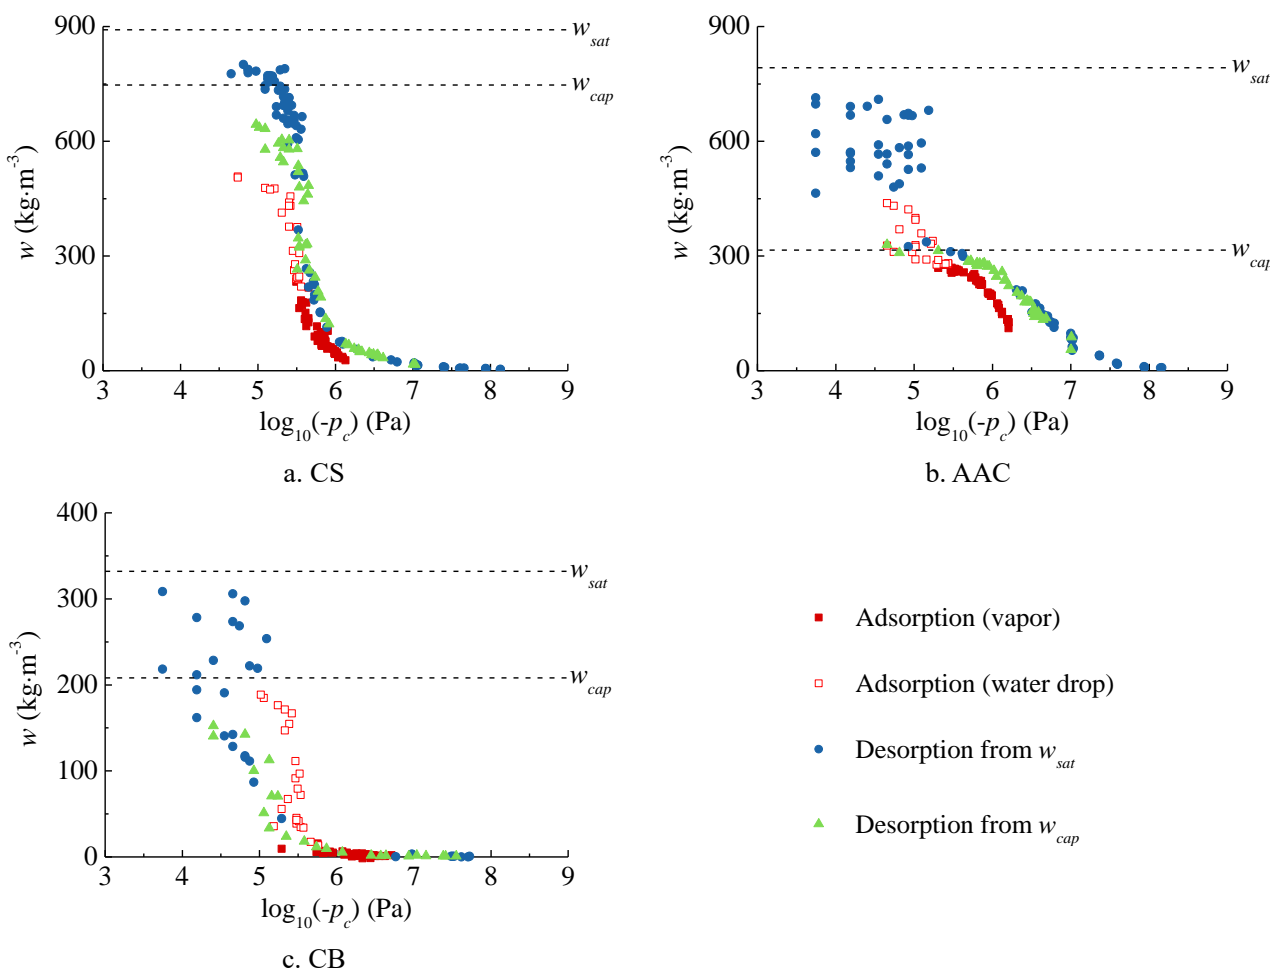 900
600
300
0
w (kg·m⁻³)
w_sat
w_cap
3 4 5 6 7 8 9
log₁₀(-p_c) (Pa)
a. CS
900
600
300
0
w (kg·m⁻³)
w_sat
w_cap
3 4 5 6 7 8 9
log₁₀(-p_c) (Pa)
b. AAC
400
300
200
100
0
w (kg·m⁻³)
w_sat
w_cap
3 4 5 6 7 8 9
log₁₀(-p_c) (Pa)
c. CB
Adsorption (vapor)
Adsorption (water drop)
Desorption from w_sat
Desorption from w_cap